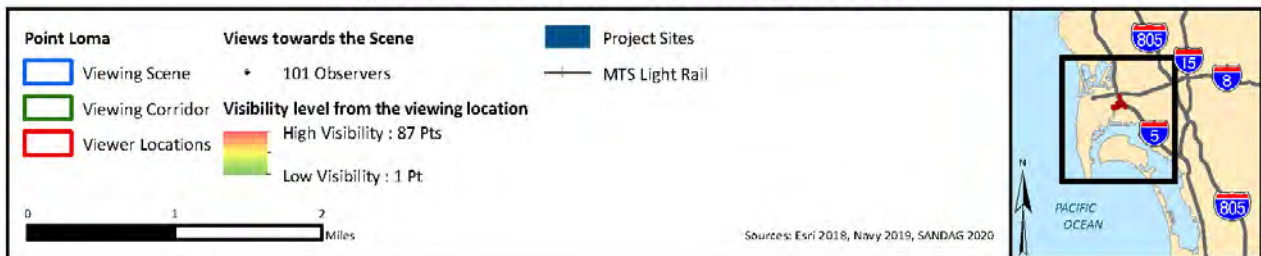 Point Loma
Viewing Scene
Viewing Corridor
Viewer Locations
Views towards the Scene
101 Observers
Visibility level from the viewing location
High Visibility : 87 Pts
Low Visibility : 1 Pt
Project Sites
MTS Light Rail
0 1 2
Miles
Sources: Esri 2018, Navy 2019, SANDAG 2020
805
15
8
5
N
PACIFIC
OCEAN
805